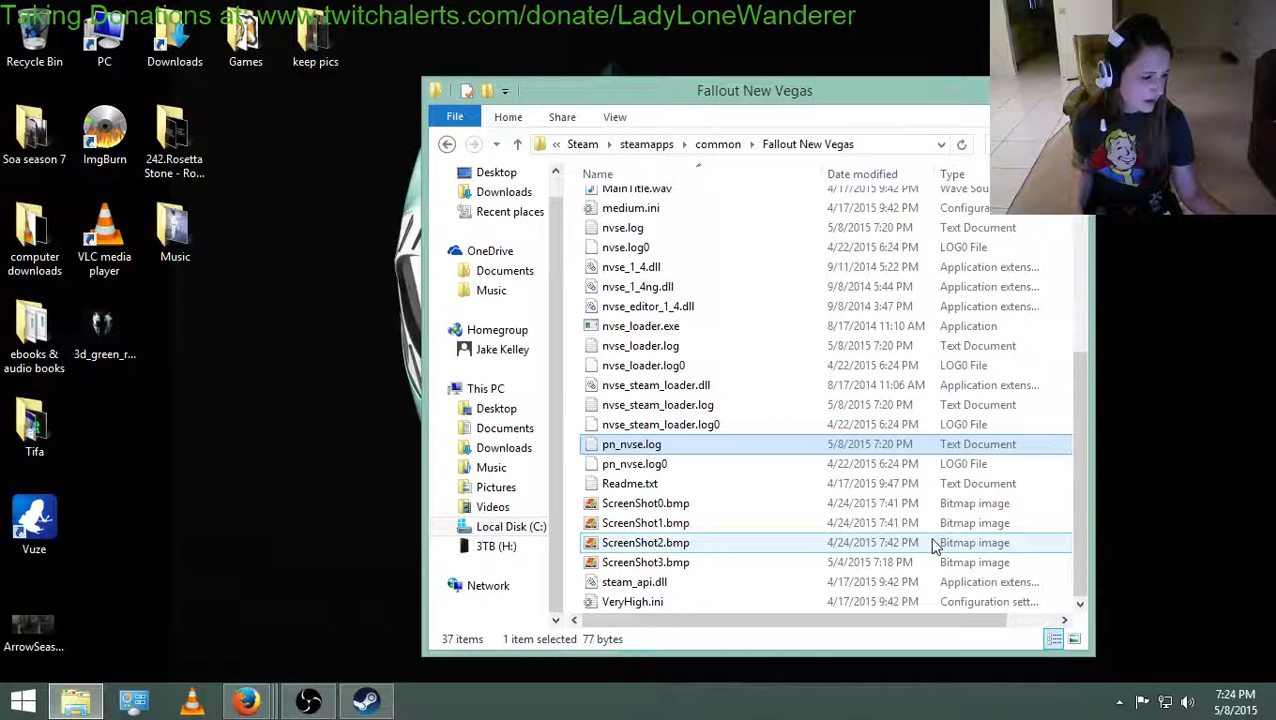 Taking Donations at: www.twitchalerts.com/donate/LadyLoneWanderer
Recycle Bin
PC
Downloads
Games
keep pics
Soa season 7
ImgBurn
242.Rosetta
Stone - Ro...
computer
downloads
VLC media
player
Music
ebooks &
audio books
3d_green_r...
Tifa
Vuze
ArrowSeas...
Fallout New Vegas
File Home Share View
« Steam steamapps common Fallout New Vegas
Desktop
Downloads
Recent places
OneDrive
Documents
Music
Homegroup
Jake Kelley
This PC
Desktop
Documents
Downloads
Music
Pictures
Videos
Local Disk (C:)
3TB (H:)
Network
Name Date modified Type
MainTitle.wav 4/17/2015 9:42 PM Wave Sou
medium.ini 4/17/2015 9:42 PM Configura
nvse.log 5/8/2015 7:20 PM Text Document
nvse.log0 4/22/2015 6:24 PM LOG0 File
nvse_1_4.dll 9/11/2014 5:22 PM Application extens...
nvse_1_4ng.dll 9/8/2014 5:44 PM Application extens...
nvse_editor_1_4.dll 9/8/2014 3:47 PM Application extens...
nvse_loader.exe 8/17/2014 11:10 AM Application
nvse_loader.log 5/8/2015 7:20 PM Text Document
nvse_loader.log0 4/22/2015 6:24 PM LOG0 File
nvse_steam_loader.dll 8/17/2014 11:06 AM Application extens...
nvse_steam_loader.log 5/8/2015 7:20 PM Text Document
nvse_steam_loader.log0 4/22/2015 6:24 PM LOG0 File
pn_nvse.log 5/8/2015 7:20 PM Text Document
pn_nvse.log0 4/22/2015 6:24 PM LOG0 File
Readme.txt 4/17/2015 9:47 PM Text Document
ScreenShot0.bmp 4/24/2015 7:41 PM Bitmap image
ScreenShot1.bmp 4/24/2015 7:41 PM Bitmap image
ScreenShot2.bmp 4/24/2015 7:42 PM Bitmap image
ScreenShot3.bmp 5/4/2015 7:18 PM Bitmap image
steam_api.dll 4/17/2015 9:42 PM Application extens...
VeryHigh.ini 4/17/2015 9:42 PM Configuration sett...
37 items 1 item selected 77 bytes
7:24 PM
5/8/2015